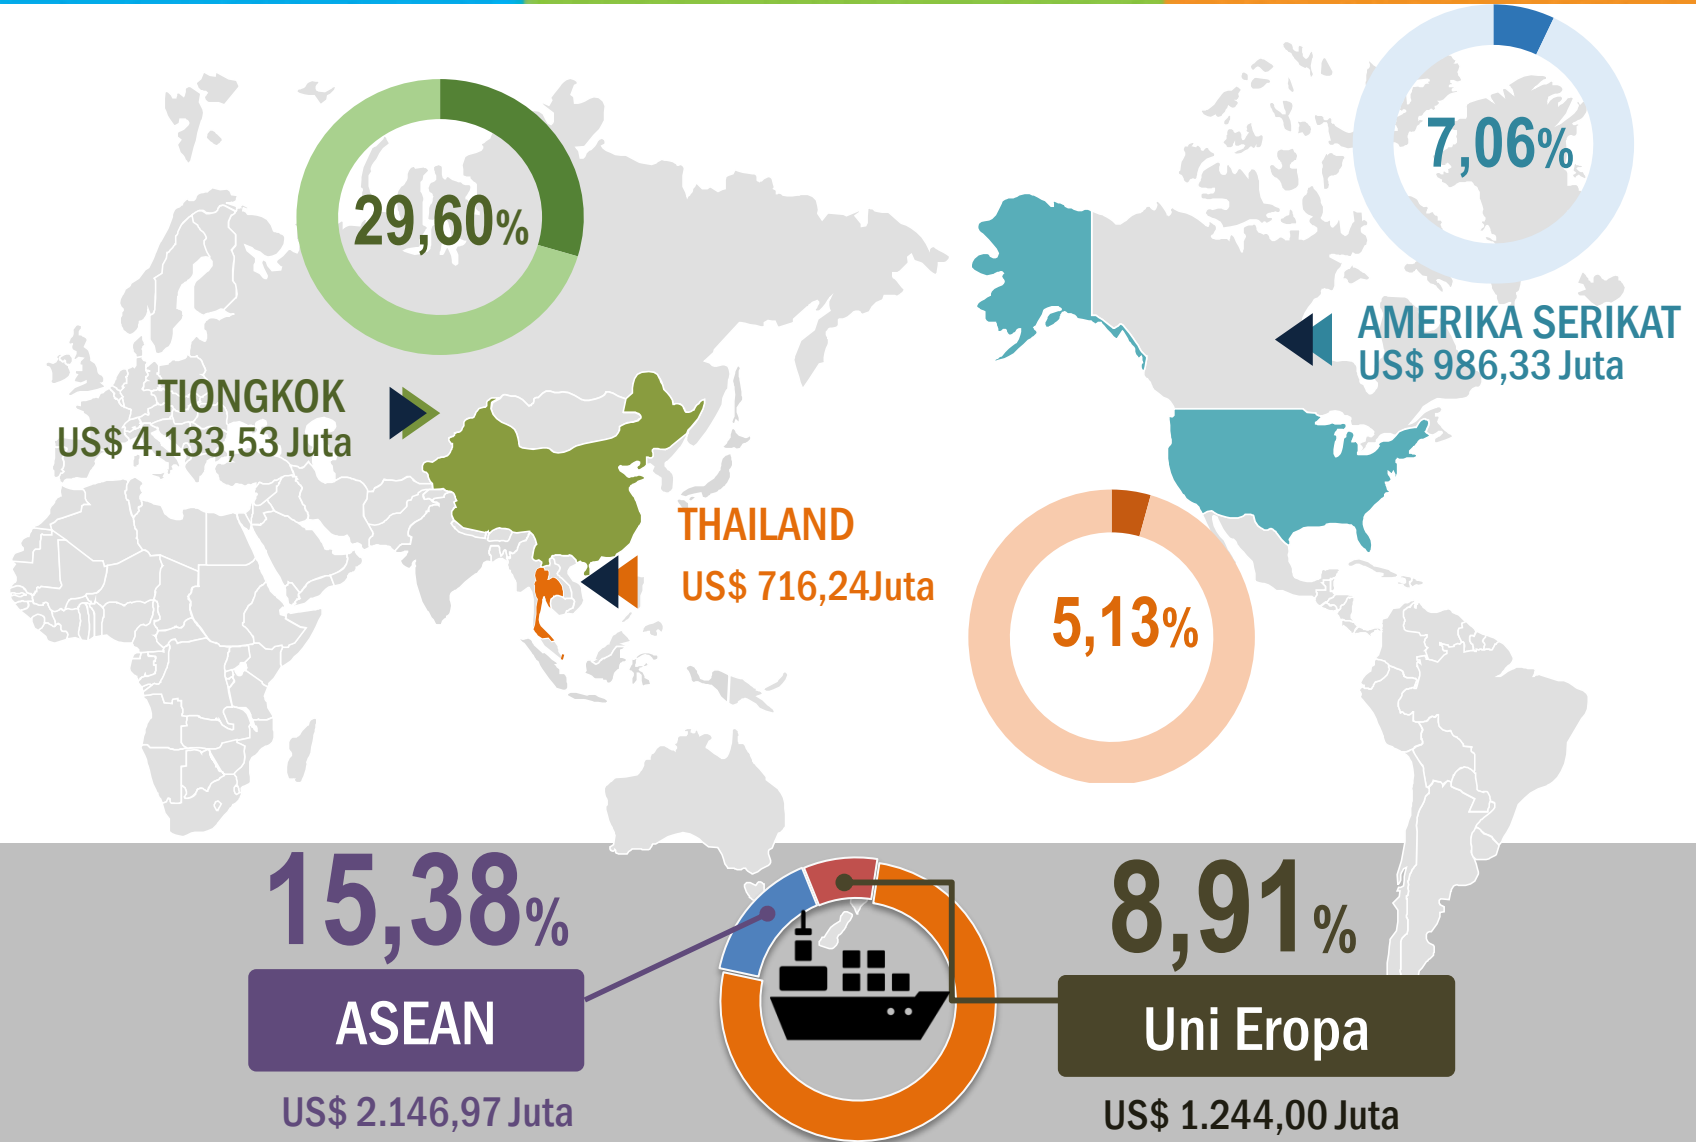 7,06%
29,60%
AMERIKA SERIKAT
US$ 986,33 Juta
TIONGKOK
US$ 4.133,53 Juta
THAILAND
US$ 716,24Juta
5,13%
15,38%
ASEAN
US$ 2.146,97 Juta
8,91%
Uni Eropa
US$ 1.244,00 Juta